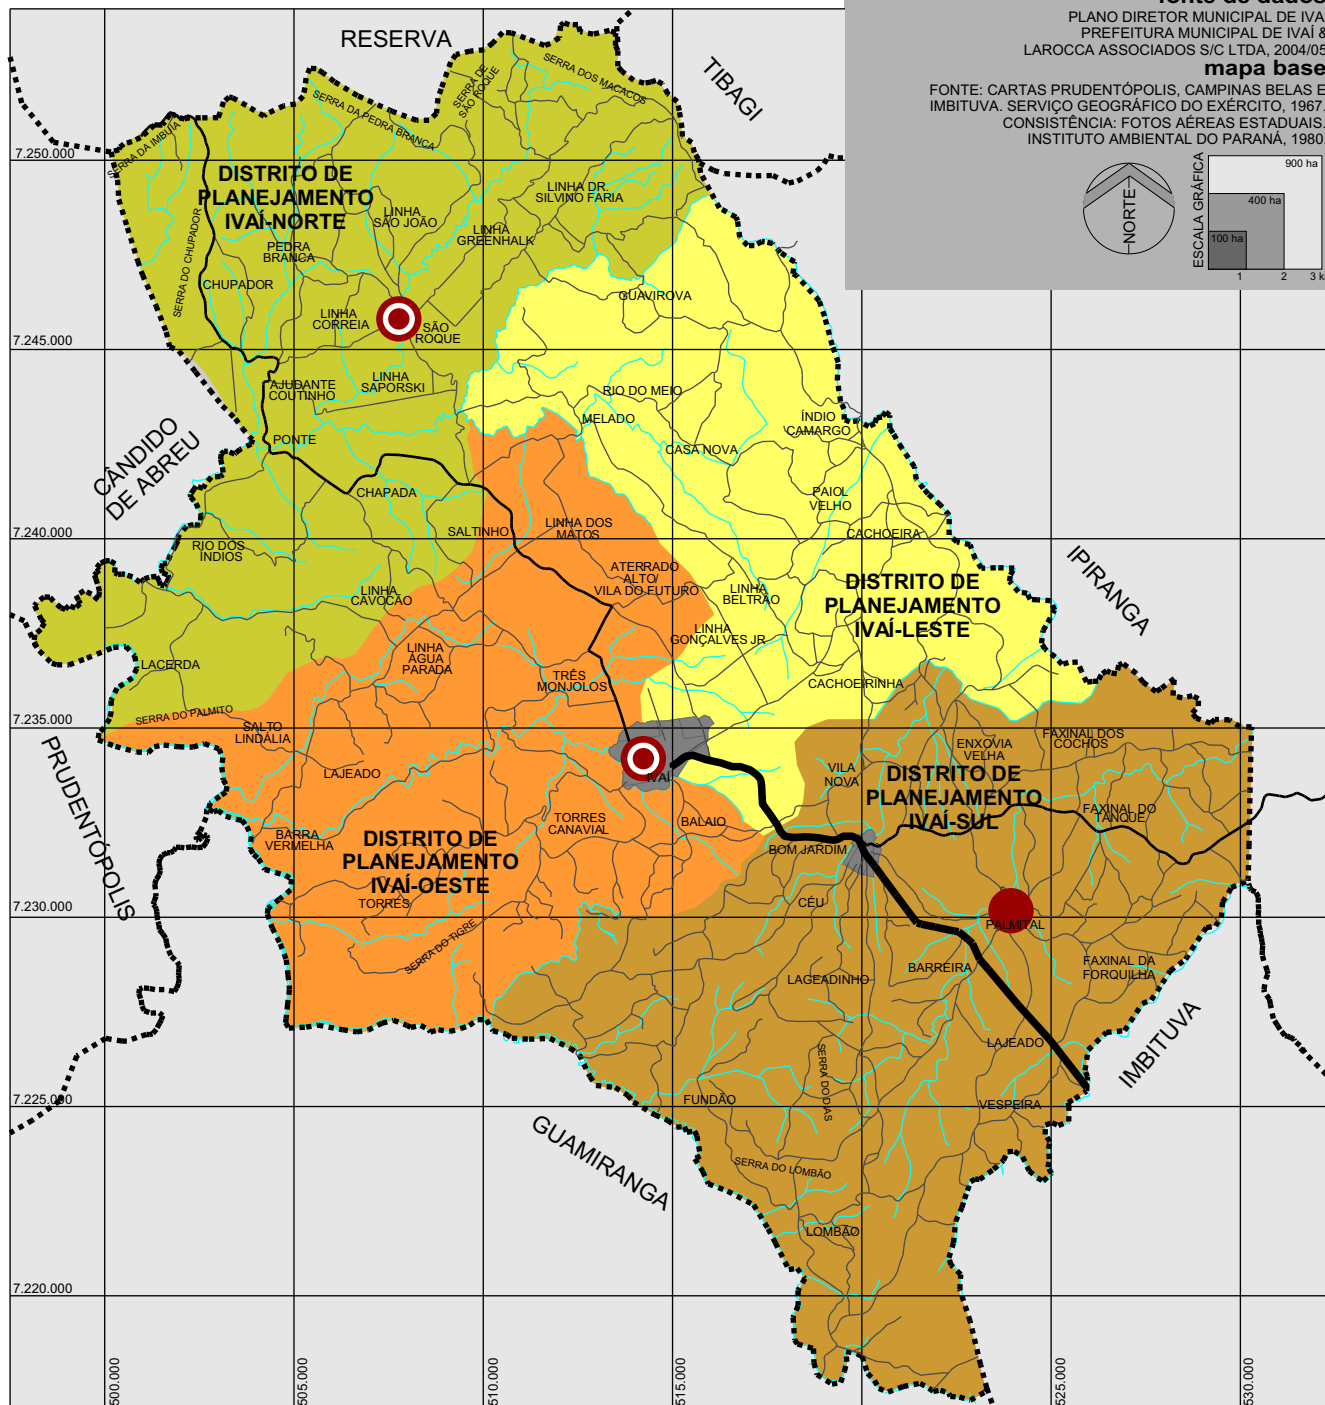 fonte de dados
PLANO DIRETOR MUNICIPAL DE IVAÍ
PREFEITURA MUNICIPAL DE IVAÍ &
LAROCCA ASSOCIADOS S/C LTDA, 2004/05
mapa base
FONTE: CARTAS PRUDENTÓPOLIS, CAMPINAS BELAS E
IMBITUVA. SERVIÇO GEOGRÁFICO DO EXÉRCITO, 1967.
CONSISTÊNCIA: FOTOS AÉREAS ESTADUAIS.
INSTITUTO AMBIENTAL DO PARANÁ, 1980.
NORTE
ESCALA GRÁFICA
900 ha
400 ha
100 ha
1
2
3 k
RESERVA
TIBAGI
SERRA DE
SÃO ROQUE
SERRA DOS MACACOS
SERRA DA PEDRA BRANCA
SERRA DA IMBUIA
7.250.000
DISTRITO DE
PLANEJAMENTO
IVAÍ-NORTE
LINHA DR.
SILVINO FARIA
LINHA
SÃO JOÃO
LINHA
GREENHALK
PEDRA
BRANCA
SERRA DO CHUPADOR
CHUPADOR
GUAVIROVA
LINHA
CORREIA
SÃO
ROQUE
7.245.000
AJUDANTE
COUTINHO
LINHA
SAPORSKI
RIO DO MEIO
MELADO
ÍNDIO
CAMARGO
PONTE
CASA NOVA
CÂNDIDO
DE ABREU
CHAPADA
PAIOL
VELHO
SALTINHO
LINHA DOS
MATOS
CACHOEIRA
7.240.000
RIO DOS
ÍNDIOS
ATERRADO
ALTO/
VILA DO FUTURO
IPIRANGA
LINHA
CAVOCÃO
LINHA
BELTRÃO
DISTRITO DE
PLANEJAMENTO
IVAÍ-LESTE
LINHA
GONÇALVES JR
LACERDA
LINHA
ÁGUA
PARADA
TRÊS
MONJOLOS
CACHOEIRINHA
SERRA DO PALMITO
7.235.000
SALTO
LINDÁLIA
FAXINAL DOS
COCHOS
ENXOVIA
VELHA
PRUDENTÓPOLIS
LAJEADO
IVAÍ
VILA
NOVA
DISTRITO DE
PLANEJAMENTO
IVAÍ-SUL
FAXINAL DO
TANQUE
TORRES
CANAVIAL
BALAIO
BARRA
VERMELHA
DISTRITO DE
PLANEJAMENTO
IVAÍ-OESTE
BOM JARDIM
TORRES
CÉU
7.230.000
PALMITAL
SERRA DO TIGRE
LAGEADINHO
BARREIRA
FAXINAL DA
FORQUILHA
LAJEADO
IMBITUVA
SERRA DO DIAS
FUNDÃO
VESPEIRA
7.225.000
GUAMIRANGA
SERRA DO LOMBÃO
LOMBÃO
7.220.000
500.000
505.000
510.000
515.000
525.000
530.000